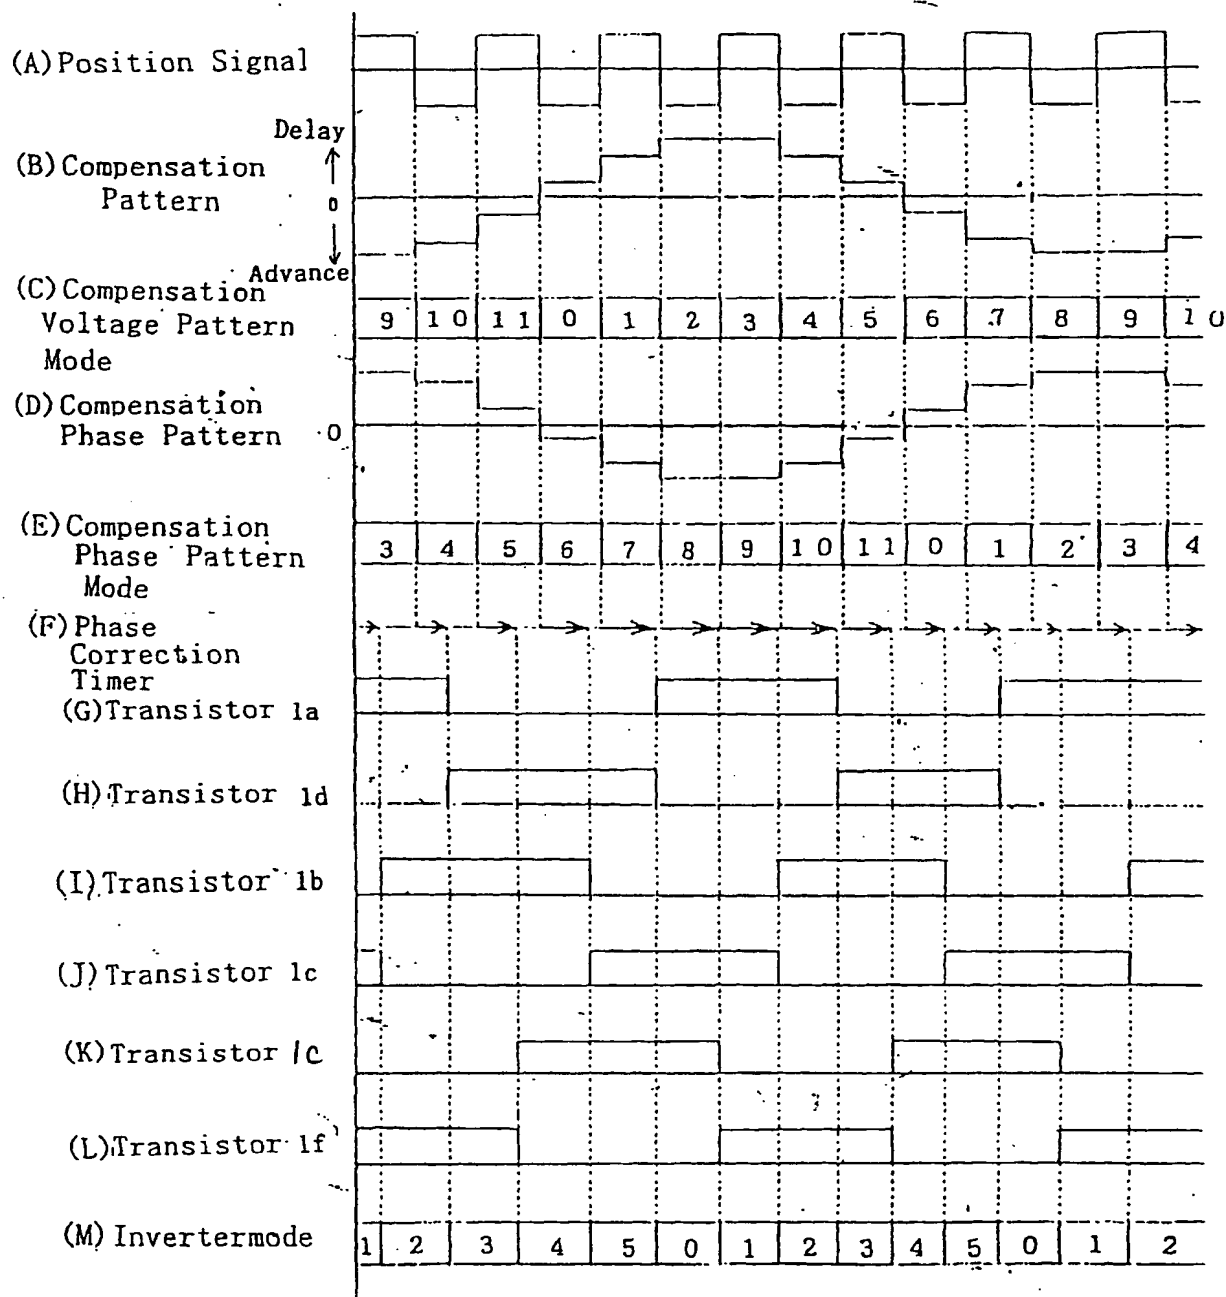 (A) Position Signal
Delay
(B) Compensation
Pattern 0
Advance
(C) Compensation
Voltage Pattern
Mode
9 10 11 0 1 2 3 4 5 6 7 8 9 10
(D) Compensation
Phase Pattern 0
(E) Compensation
Phase Pattern
Mode
3 4 5 6 7 8 9 10 11 0 1 2 3 4
(F) Phase
Correction
Timer
(G) Transistor 1a
(H) Transistor 1d
(I) Transistor 1b
(J) Transistor 1c
(K) Transistor 1c
(L) Transistor 1f
(M) Invertermode
1 2 3 4 5 0 1 2 3 4 5 0 1 2